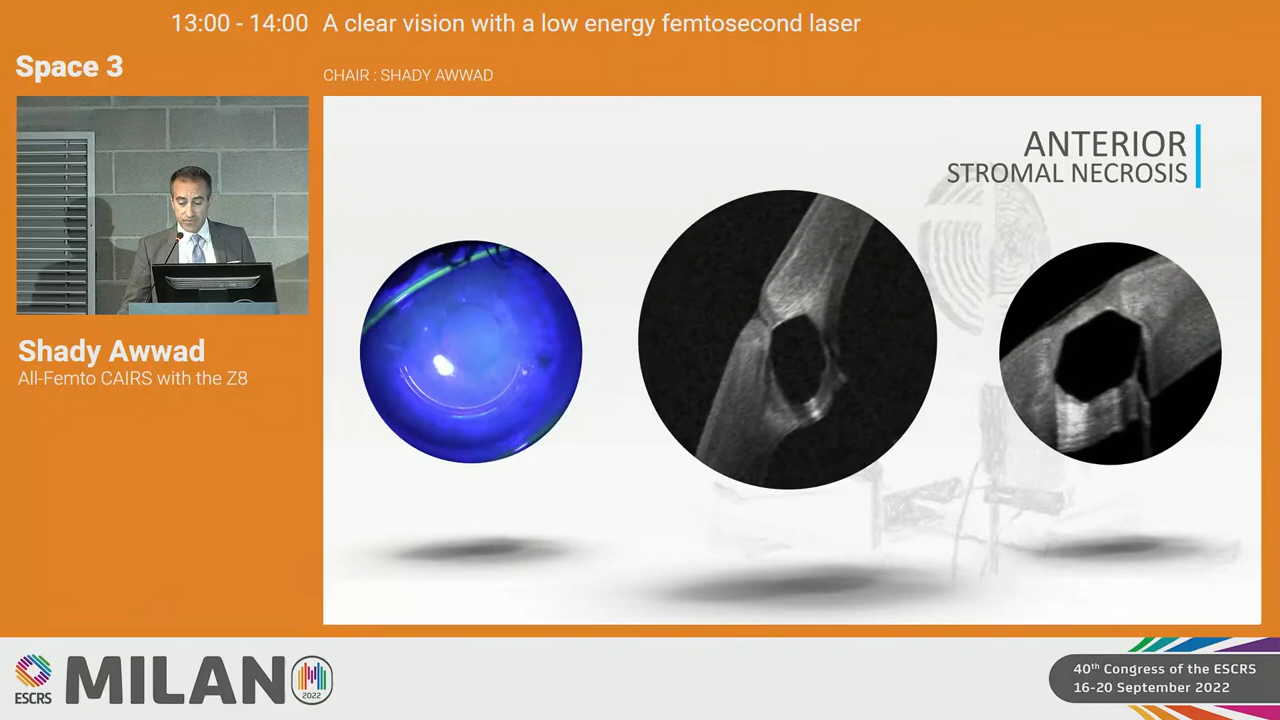 13:00 - 14:00 A clear vision with a low energy femtosecond laser
Space 3
CHAIR : SHADY AWWAD
ANTERIOR
STROMAL NECROSIS
Shady Awwad
All-Femto CAIRS with the Z8
ESCRS
MILANO
2022
40th Congress of the ESCRS
16-20 September 2022